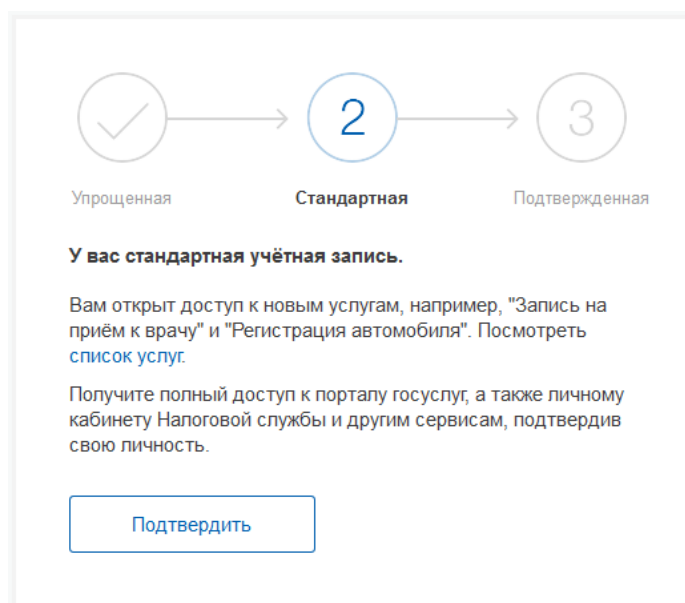 2
3
Упрощенная
Стандартная
Подтвержденная
У вас стандартная учётная запись.
Вам открыт доступ к новым услугам, например, "Запись на
приём к врачу" и "Регистрация автомобиля". Посмотреть
список услуг.
Получите полный доступ к порталу госуслуг, а также личному
кабинету Налоговой службы и другим сервисам, подтвердив
свою личность.
Подтвердить